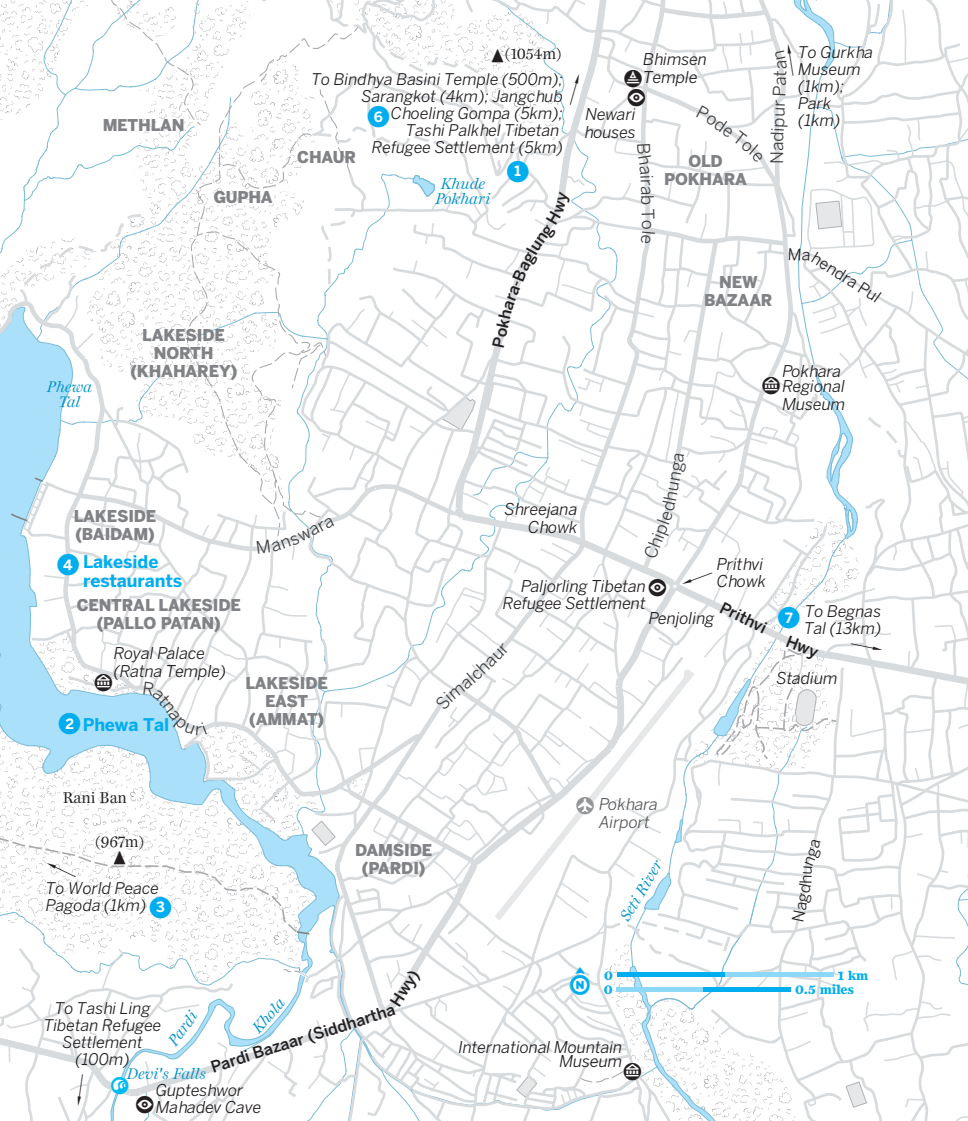 (1054m)
To Bindhya Basini Temple (500m);
Sarangkot (4km); Jangchub
6 Choeling Gompa (5km);
Tashi Palkhel Tibetan
Refugee Settlement (5km)
1
Bhimsen
Temple
Newari
houses
To Gurkha
Museum
(1km);
Park
(1km)
Nadipur Patan
Pode Tole
METHLAN
CHAUR
GUPHA
Khude
Pokhari
OLD
POKHARA
Bhairab Tole
Pokhara-Baglung Hwy
Mahendra Pul
NEW
BAZAAR
LAKESIDE
NORTH
(KHAHAREY)
Phewa
Tal
Pokhara
Regional
Museum
Chipledhunga
Shreejana
Chowk
LAKESIDE
(BAIDAM)
Manswara
4 Lakeside
restaurants
Prithvi
Chowk
Paljorling Tibetan
Refugee Settlement
Penjoling
Prithvi Hwy
7
To Begnas
Tal (13km)
CENTRAL LAKESIDE
(PALLO PATAN)
Royal Palace
(Ratna Temple)
Ratnapuri
LAKESIDE
EAST
(AMMAT)
Simalchaur
Stadium
2 Phewa Tal
Rani Ban
(967m)
Pokhara
Airport
DAMSIDE
(PARDI)
To World Peace
Pagoda (1km) 3
Seti River
Nagdhunga
N
0 1 km
0 0.5 miles
To Tashi Ling
Tibetan Refugee
Settlement
(100m)
Pardi Khola
Pardi Bazaar (Siddhartha Hwy)
Devi's Falls
Gupteshwor
Mahadev Cave
International Mountain
Museum